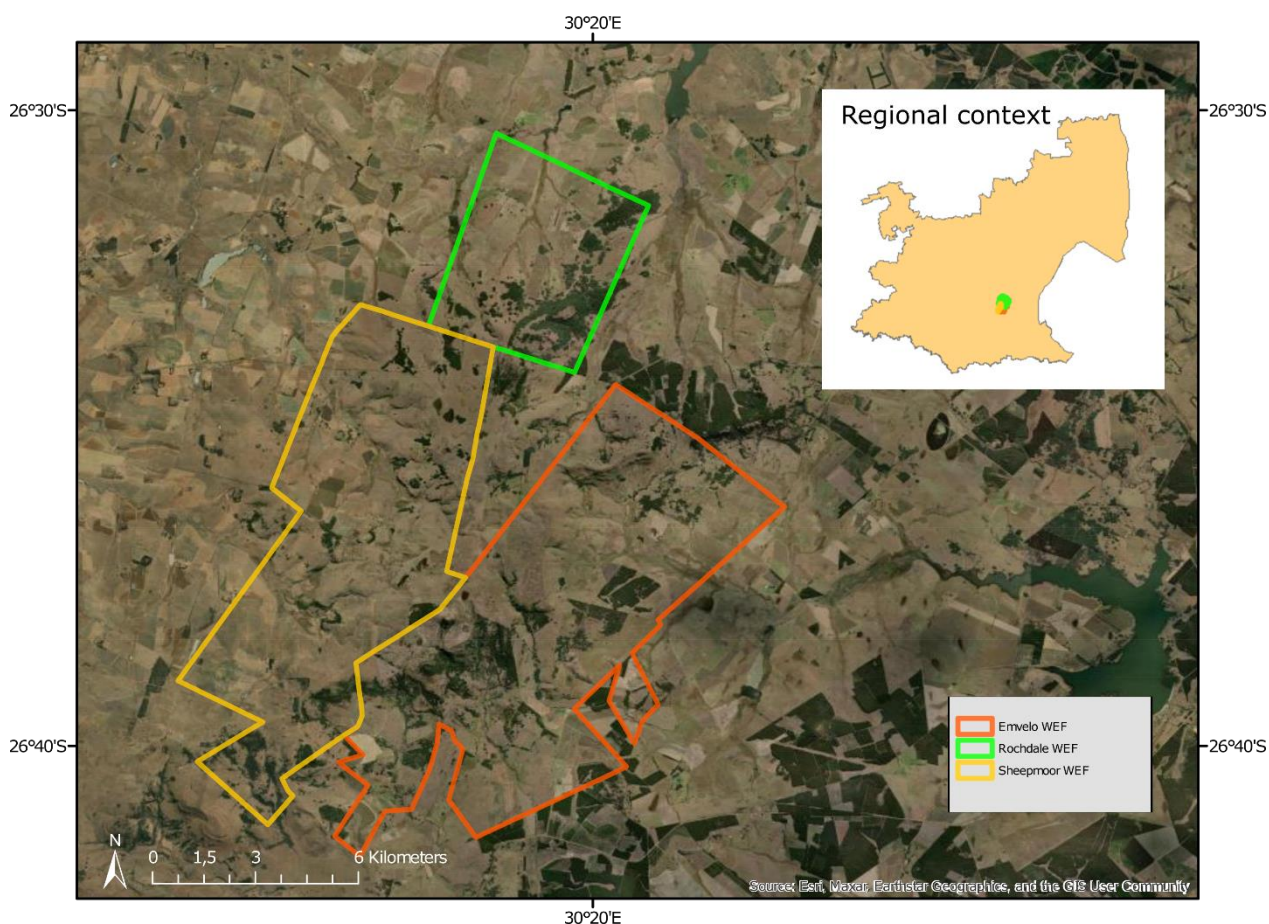 30°20'E
26°30'S
26°30'S
Regional context
26°40'S
26°40'S
Emvelo WEF
Rochdale WEF
Sheepmoor WEF
N
0 1,5 3 6 Kilometers
Source: Esri, Maxar, Earthstar Geographics, and the GIS User Community
30°20'E